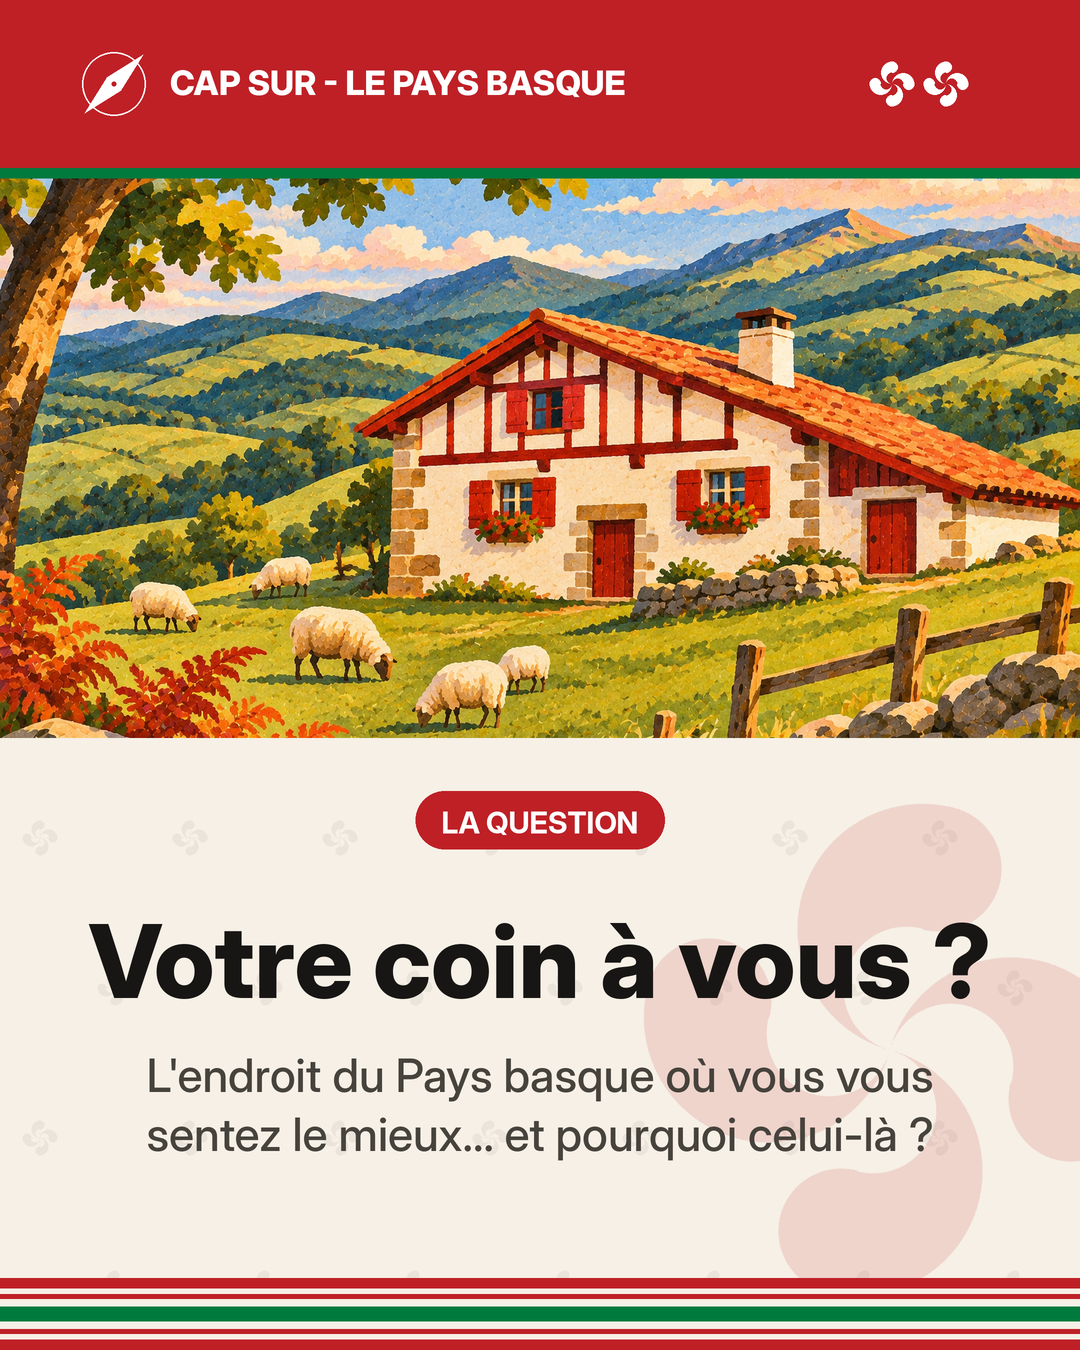 CAP SUR - LE PAYS BASQUE
LA QUESTION
Votre coin à vous ?
L'endroit du Pays basque où vous vous
sentez le mieux... et pourquoi celui-là ?